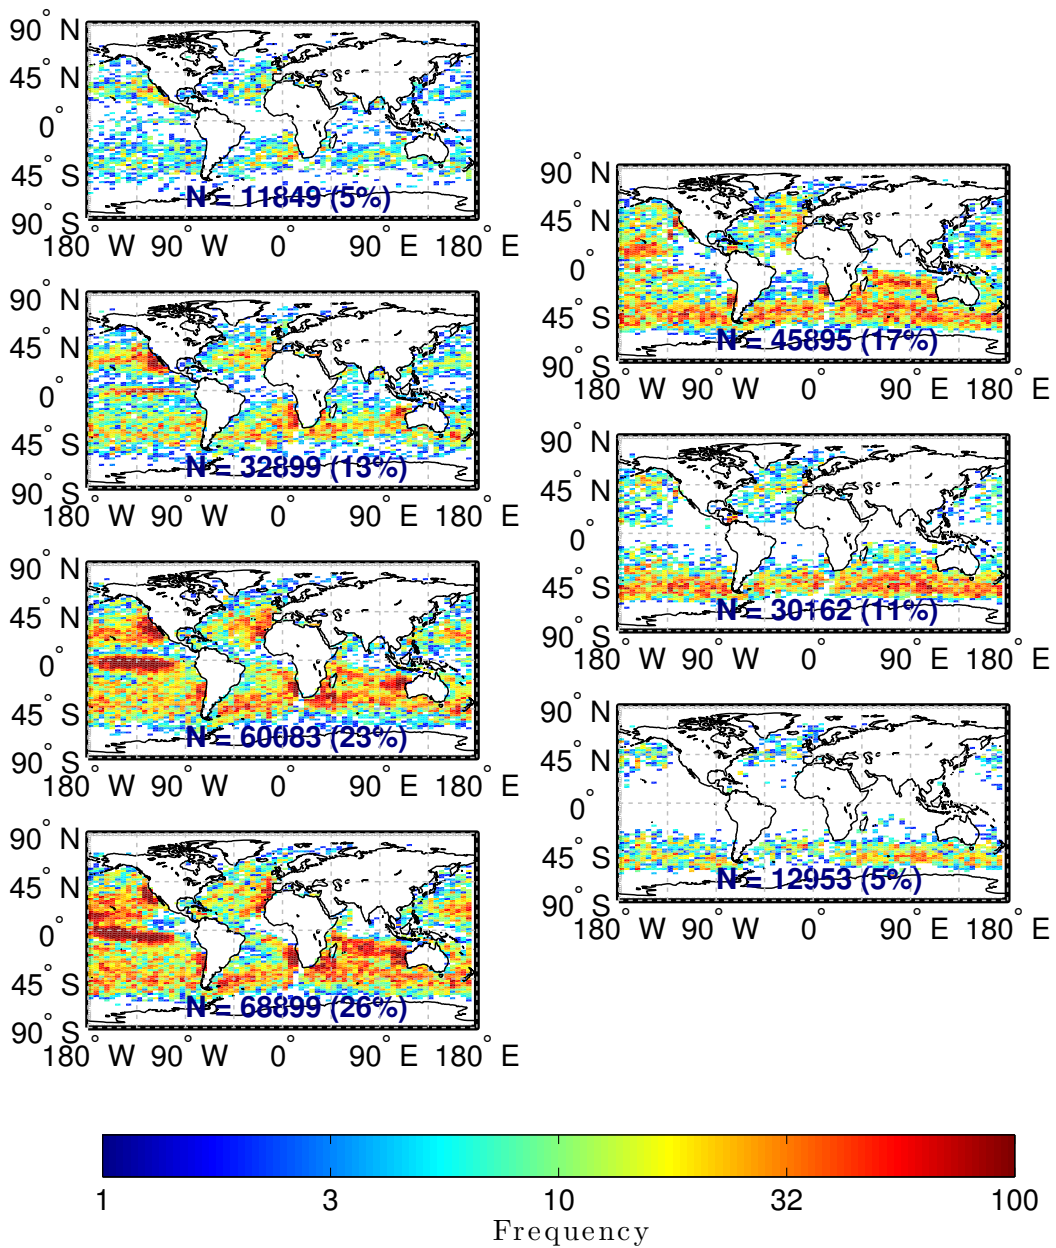 90° N
45° N
0°
45° S
90° S
180° W 90° W 0° 90° E 180° E
N = 11849 (5%)
90° N
45° N
0°
45° S
90° S
180° W 90° W 0° 90° E 180° E
N = 32899 (13%)
90° N
45° N
0°
45° S
90° S
180° W 90° W 0° 90° E 180° E
N = 60083 (23%)
90° N
45° N
0°
45° S
90° S
180° W 90° W 0° 90° E 180° E
N = 68899 (26%)
90° N
45° N
0°
45° S
90° S
180° W 90° W 0° 90° E 180° E
N = 45895 (17%)
90° N
45° N
0°
45° S
90° S
180° W 90° W 0° 90° E 180° E
N = 30162 (11%)
90° N
45° N
0°
45° S
90° S
180° W 90° W 0° 90° E 180° E
N = 12953 (5%)
1 3 10 32 100
Frequency